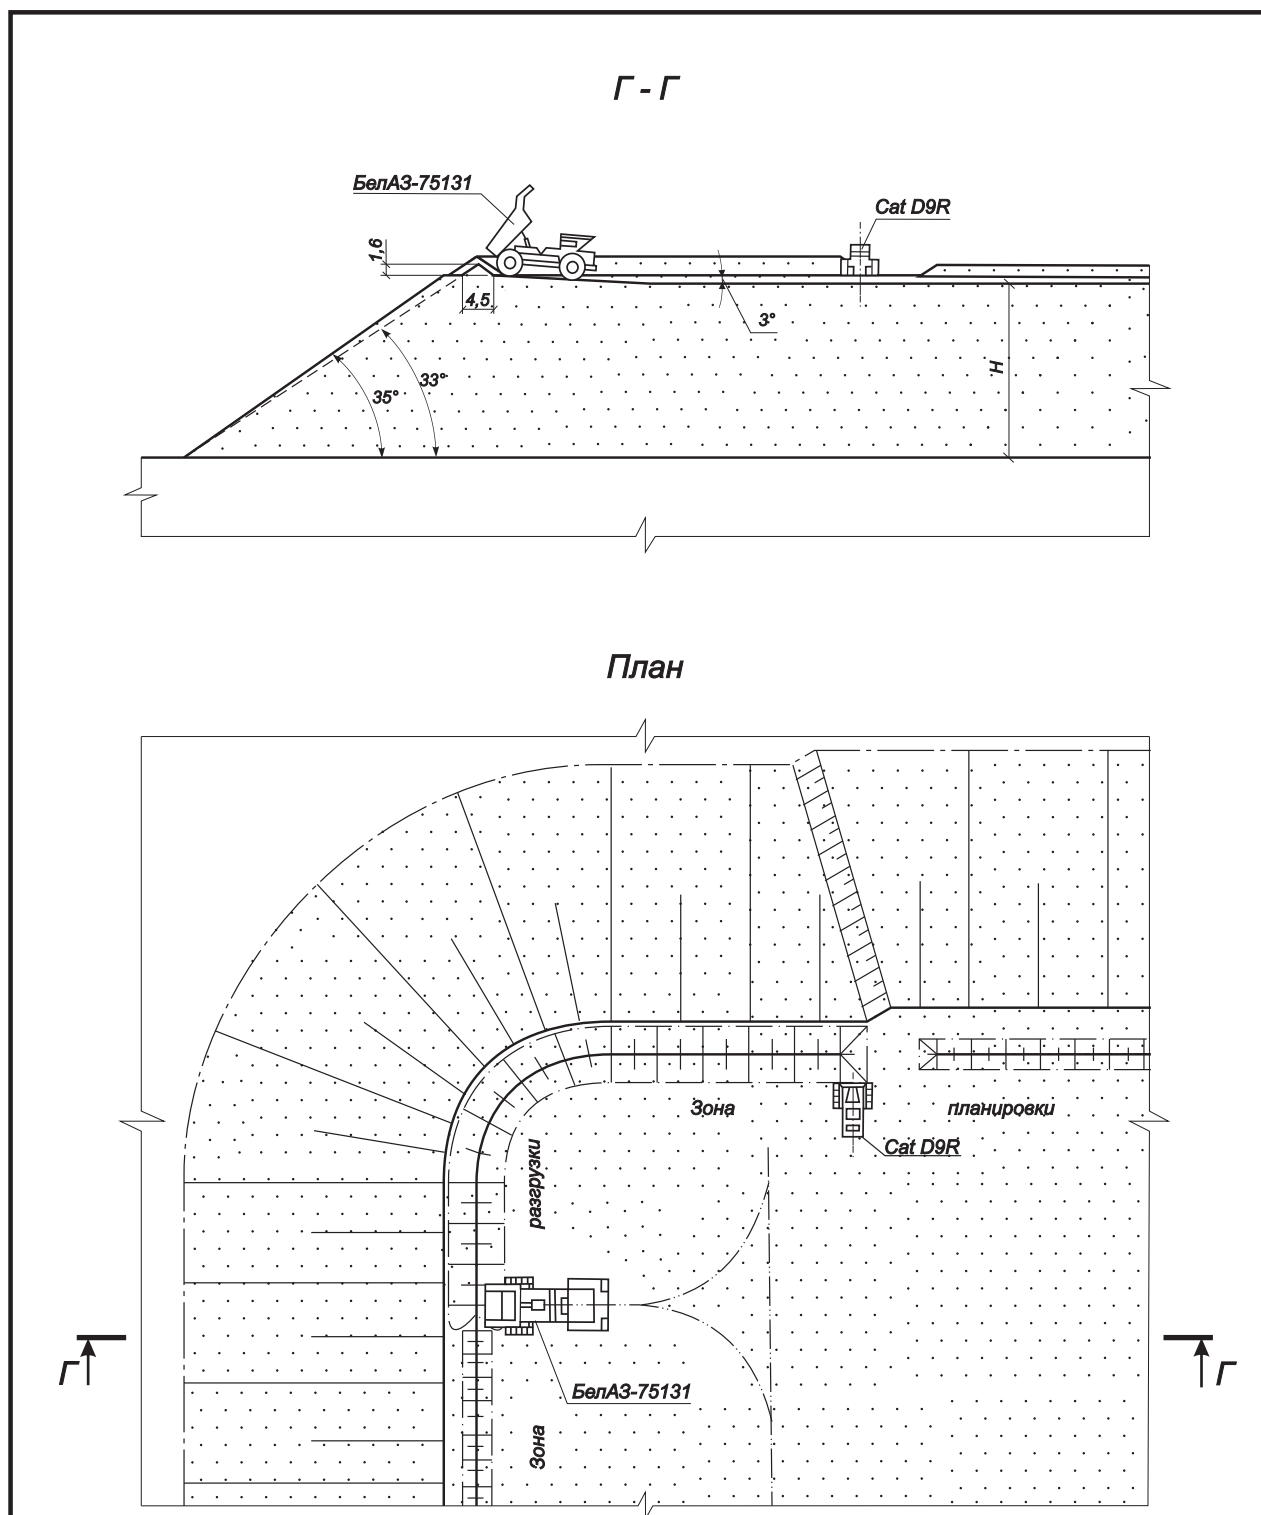 Г - Г
БелАЗ-75131
Cat D9R
1,6
4,5
3°
33°
35°
Н
План
Зона
планировки
Cat D9R
разгрузки
Г
Г
БелАЗ-75131
Зона